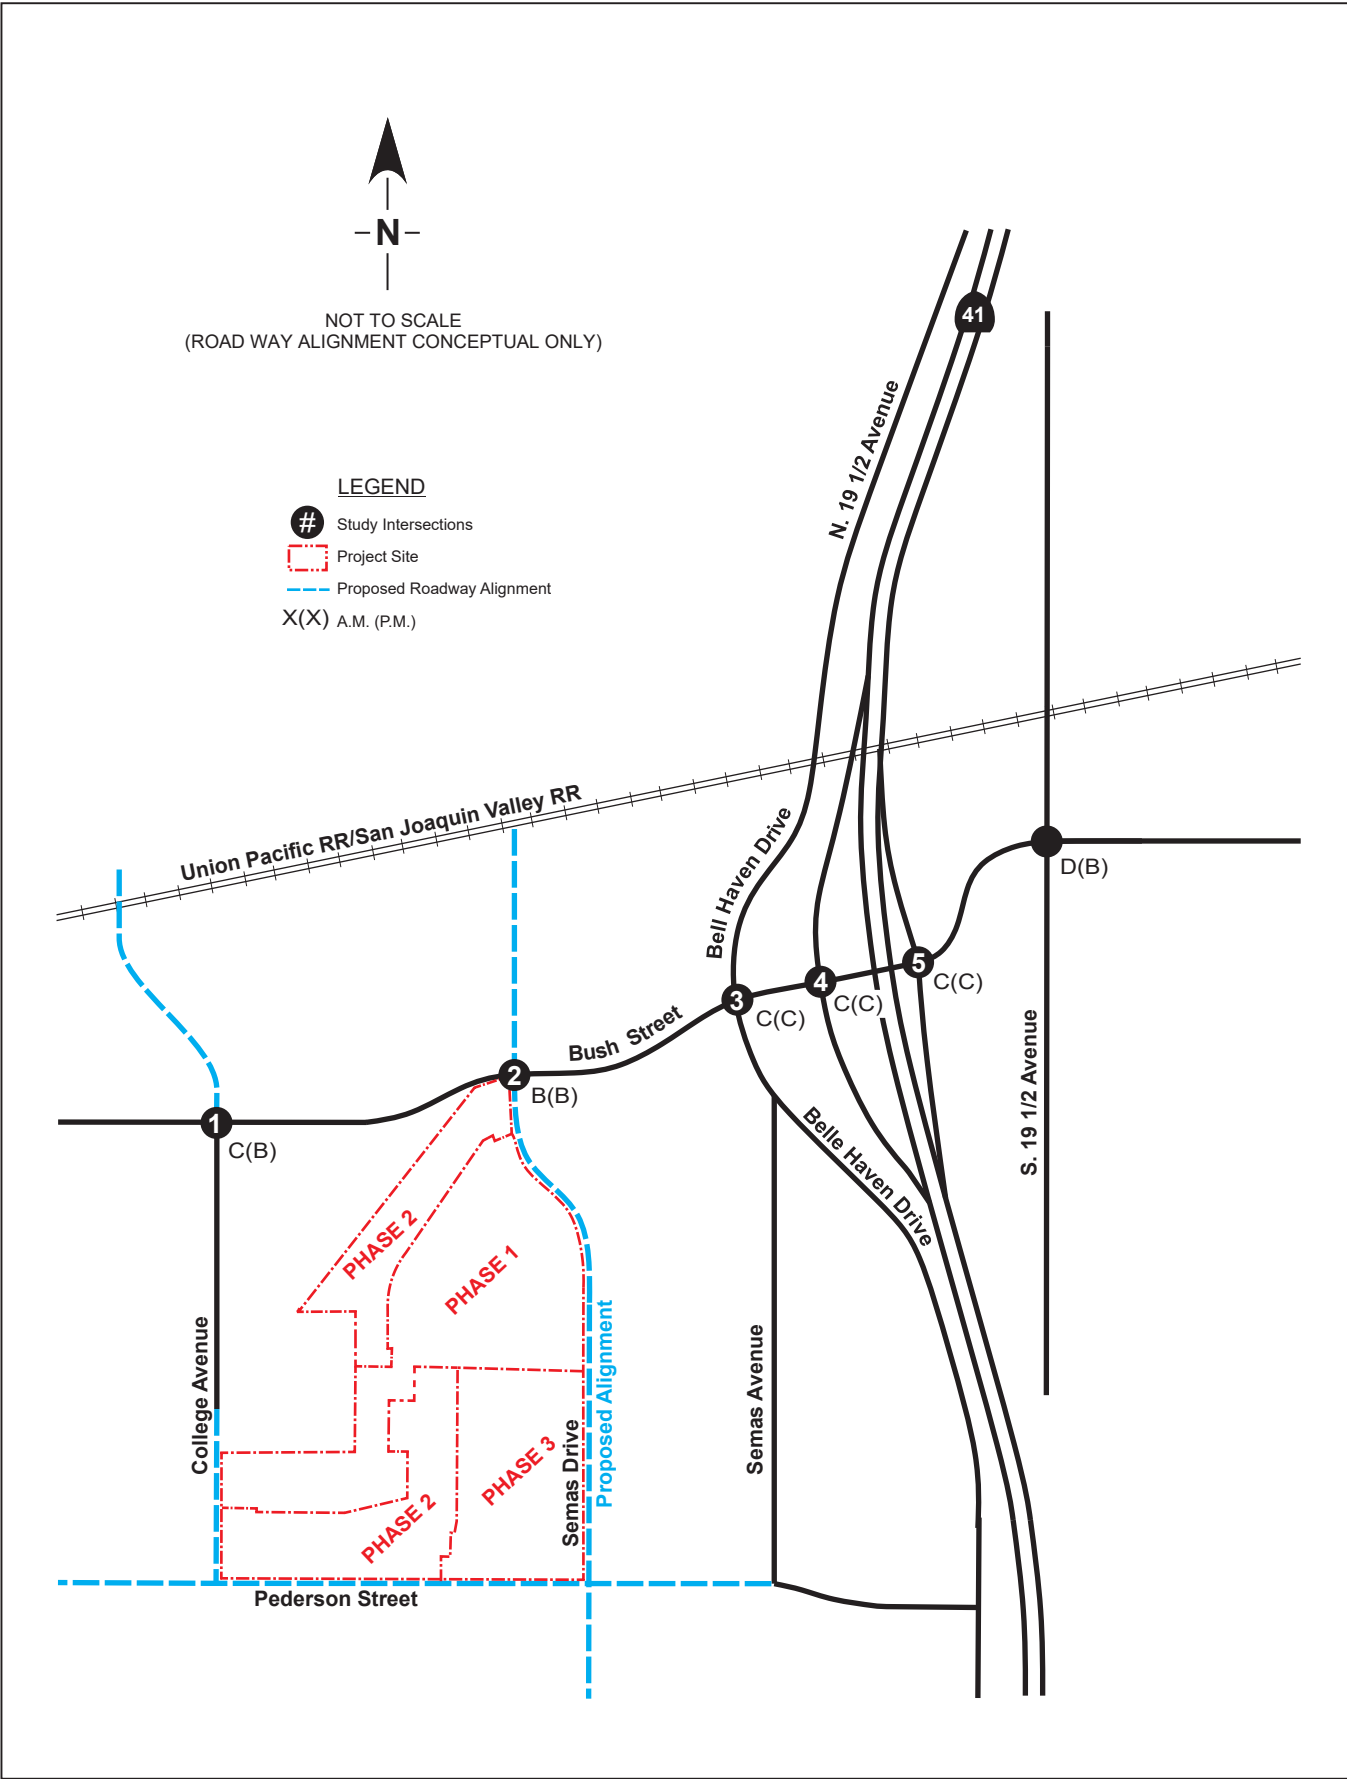 N
NOT TO SCALE
(ROAD WAY ALIGNMENT CONCEPTUAL ONLY)
41
N. 19 1/2 Avenue
LEGEND
# Study Intersections
Project Site
Proposed Roadway Alignment
X(X) A.M. (P.M.)
Union Pacific RR/San Joaquin Valley RR
Bell Haven Drive
D(B)
5
C(C)
4
C(C)
3
C(C)
Bush Street
2
B(B)
1
C(B)
S. 19 1/2 Avenue
Belle Haven Drive
PHASE 2
PHASE 1
College Avenue
Semas Avenue
Proposed Alignment
Semas Drive
PHASE 3
PHASE 2
Pederson Street